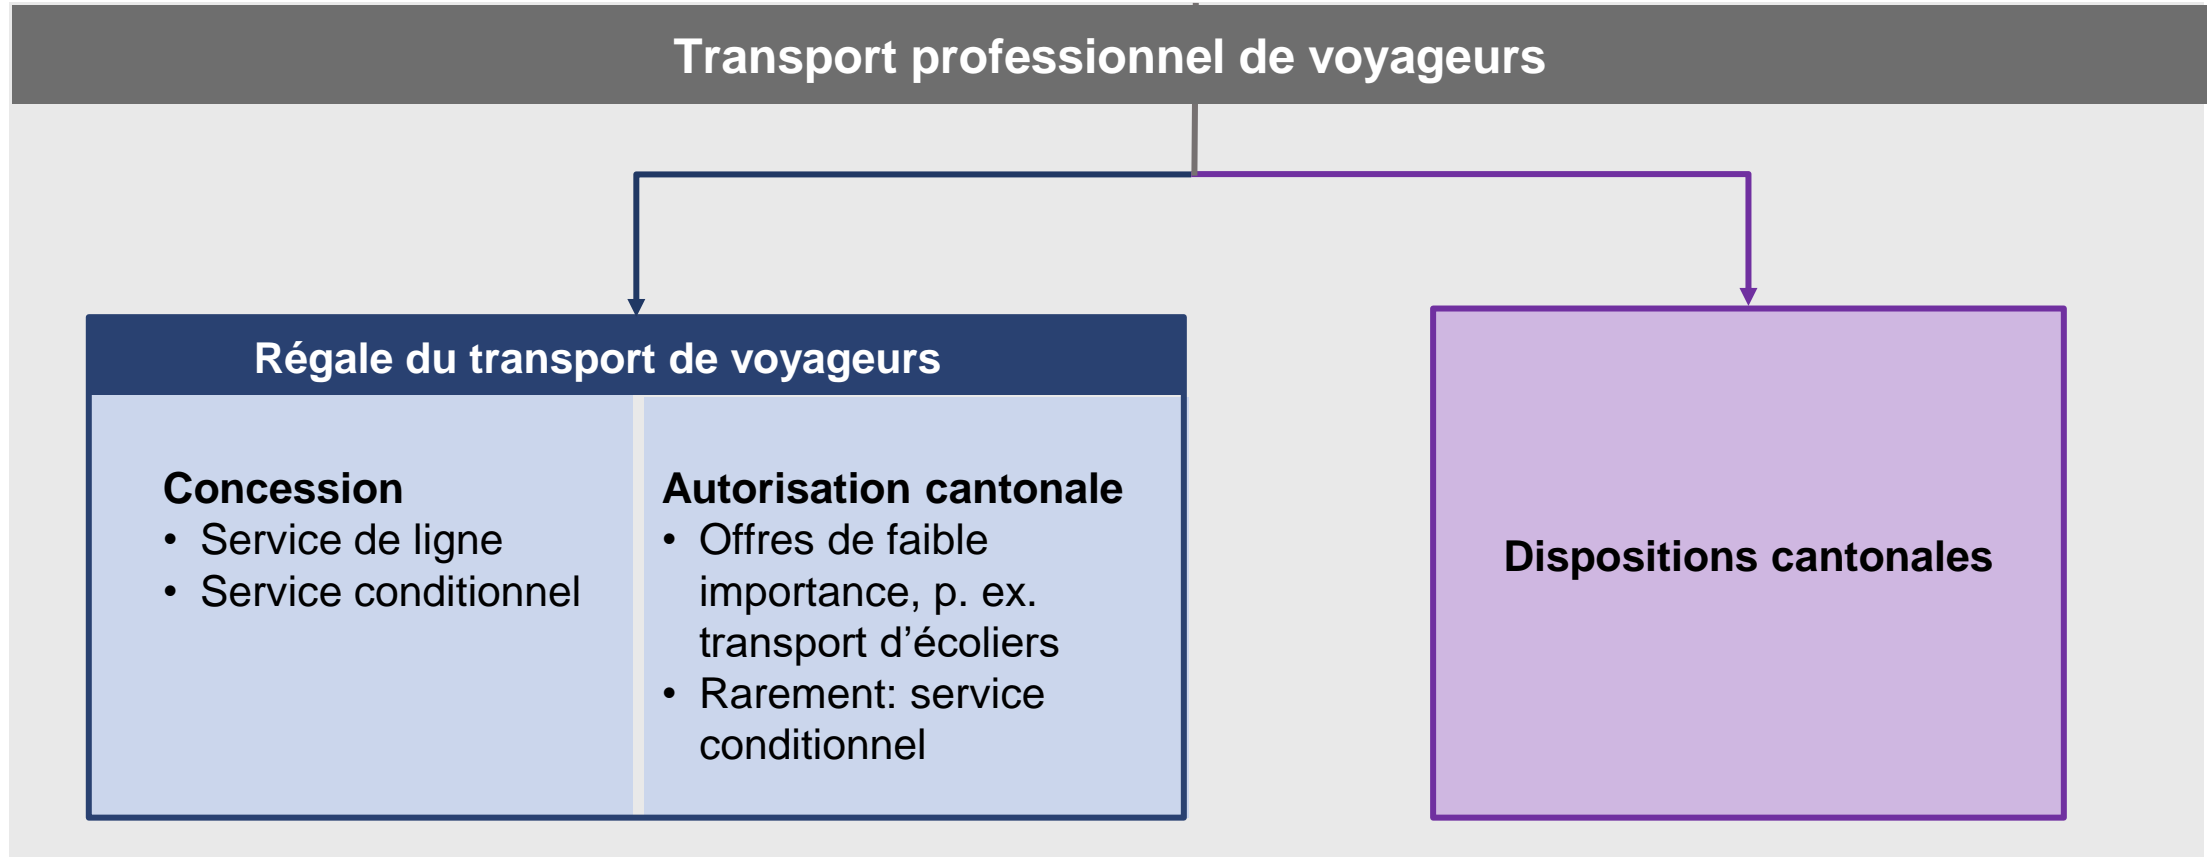 Transport professionnel de voyageurs
Régale du transport de voyageurs
Concession
• Service de ligne
• Service conditionnel
Autorisation cantonale
• Offres de faible
importance, p. ex.
transport d’écoliers
• Rarement: service
conditionnel
Dispositions cantonales